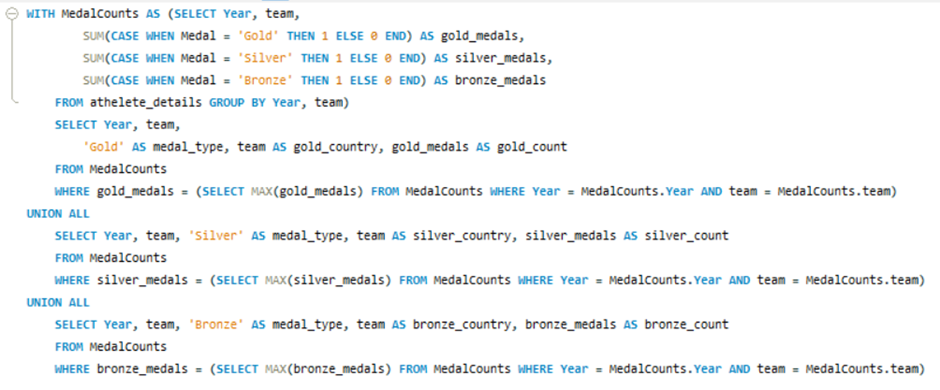 WITH MedalCounts AS (SELECT Year, team,
SUM(CASE WHEN Medal = 'Gold' THEN 1 ELSE 0 END) AS gold_medals,
SUM(CASE WHEN Medal = 'Silver' THEN 1 ELSE 0 END) AS silver_medals,
SUM(CASE WHEN Medal = 'Bronze' THEN 1 ELSE 0 END) AS bronze_medals
FROM athelete_details GROUP BY Year, team)
SELECT Year, team,
'Gold' AS medal_type, team AS gold_country, gold_medals AS gold_count
FROM MedalCounts
WHERE gold_medals = (SELECT MAX(gold_medals) FROM MedalCounts WHERE Year = MedalCounts.Year AND team = MedalCounts.team)
UNION ALL
SELECT Year, team, 'Silver' AS medal_type, team AS silver_country, silver_medals AS silver_count
FROM MedalCounts
WHERE silver_medals = (SELECT MAX(silver_medals) FROM MedalCounts WHERE Year = MedalCounts.Year AND team = MedalCounts.team)
UNION ALL
SELECT Year, team, 'Bronze' AS medal_type, team AS bronze_country, bronze_medals AS bronze_count
FROM MedalCounts
WHERE bronze_medals = (SELECT MAX(bronze_medals) FROM MedalCounts WHERE Year = MedalCounts.Year AND team = MedalCounts.team)